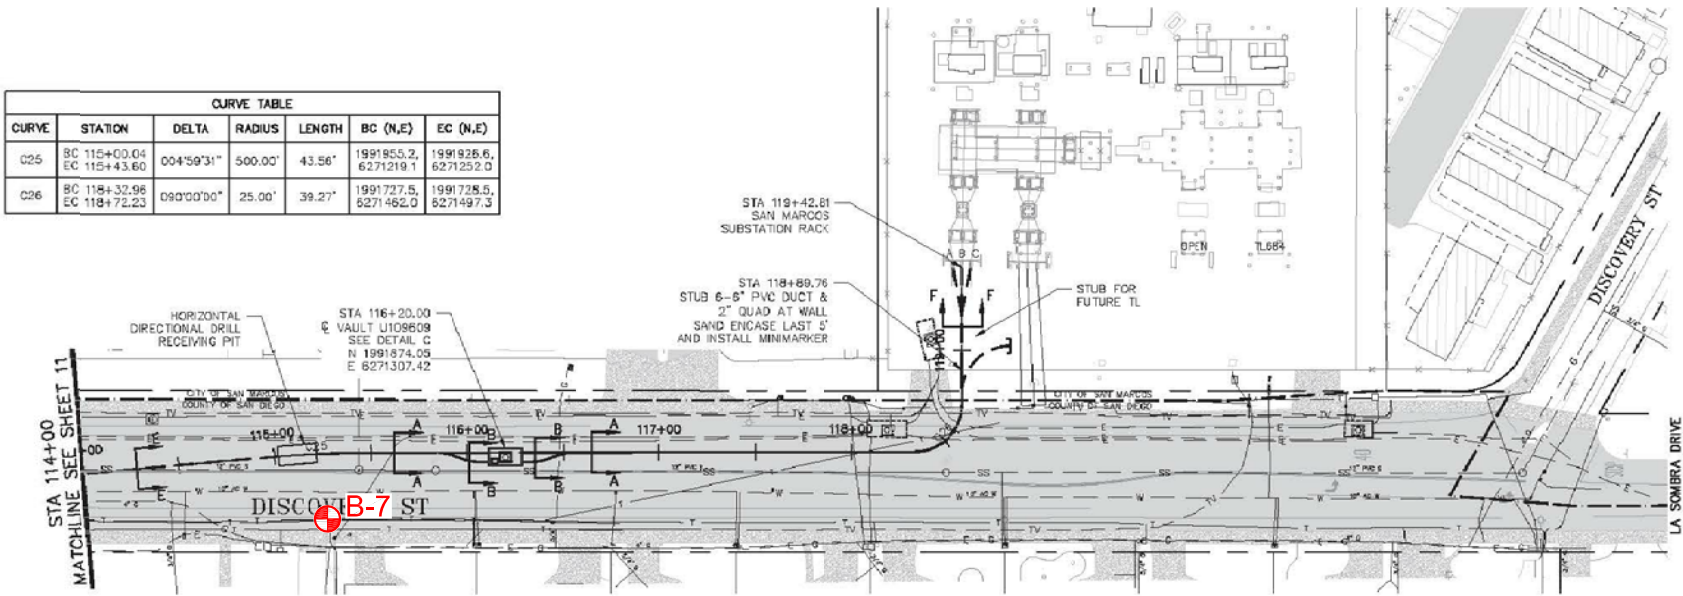 CURVE TABLE
CURVE STATION DELTA RADIUS LENGTH BC (N,E) EC (N,E)
C25 BC 115+00.04 EC 115+43.60 004°59'31" 500.00' 43.56' 1991955.2, 6271219.1 1991926.6, 6271252.0
C26 BC 118+32.96 EC 118+72.23 090°00'00" 25.00' 39.27' 1991727.5, 6271462.0 1991728.5, 6271497.3
STA 119+42.81
SAN MARCOS
SUBSTATION RACK
A B C
OPEN
TL684
DISCOVERY ST
STA 118+89.76
STUB 6-6" PVC DUCT &
2" QUAD AT WALL
SAND ENCASE LAST 5'
AND INSTALL MINIMARKER
F F
STUB FOR
FUTURE TL
119+00
HORIZONTAL
DIRECTIONAL DRILL
RECEIVING PIT
STA 116+20.00
℄ VAULT U109609
SEE DETAIL C
N 1991874.05
E 6271307.42
STA 114+00
MATCHLINE SEE SHEET 11
CITY OF SAN MARCOS
COUNTY OF SAN DIEGO
CITY OF SAN MARCOS
COUNTY OF SAN DIEGO
115+00
116+00
117+00
118+00
C25
A
A
B
B
B
B
A
A
E
E
SS
SS
SS
SS
TV
TV
TV
W
W
W
DISCOVERY ST
B-7
LA SOMBRA DRIVE